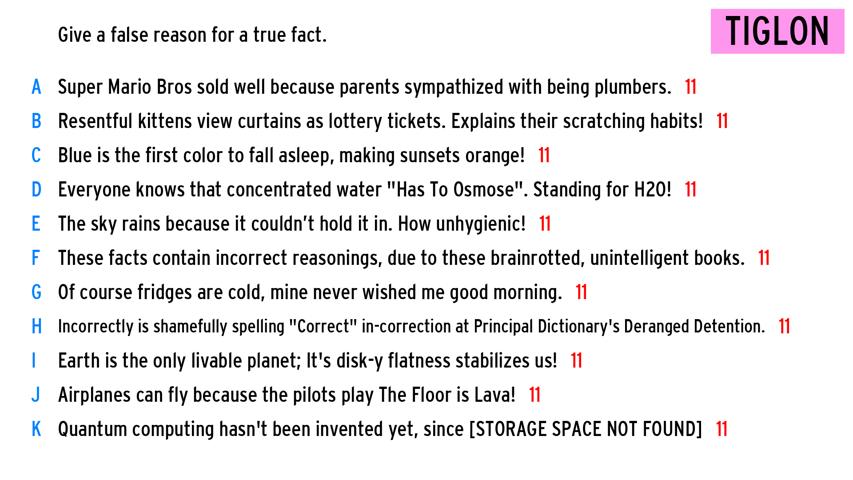 Give a false reason for a true fact.
TIGLON
A Super Mario Bros sold well because parents sympathized with being plumbers. 11
B Resentful kittens view curtains as lottery tickets. Explains their scratching habits! 11
C Blue is the first color to fall asleep, making sunsets orange! 11
D Everyone knows that concentrated water "Has To Osmose". Standing for H2O! 11
E The sky rains because it couldn’t hold it in. How unhygienic! 11
F These facts contain incorrect reasonings, due to these brainrotted, unintelligent books. 11
G Of course fridges are cold, mine never wished me good morning. 11
H Incorrectly is shamefully spelling "Correct" in-correction at Principal Dictionary's Deranged Detention. 11
I Earth is the only livable planet; It's disk-y flatness stabilizes us! 11
J Airplanes can fly because the pilots play The Floor is Lava! 11
K Quantum computing hasn't been invented yet, since [STORAGE SPACE NOT FOUND] 11